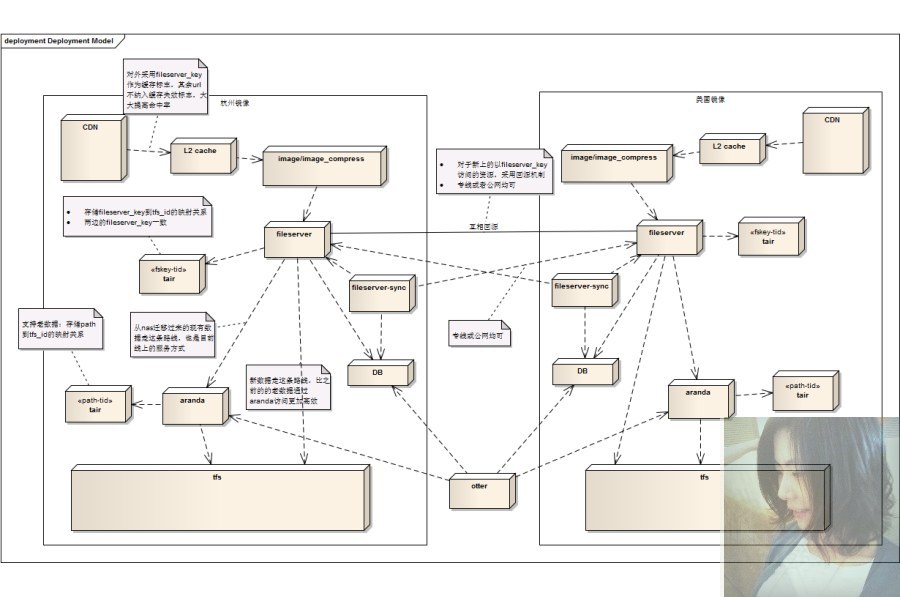 deployment Deployment Model
对外采用fileserver_key
作为缓存标准，其余url
不纳入缓存失效标准，大
大提高命中率
杭州镜像
美国镜像
CDN
L2 cache
image/image_compress
对于新上的以fileserver_key
访问的资源，采用回源机制
专线或者公网均可
image/image_compress
L2 cache
CDN
存储fileserver_key到tfs_id的映射关系
两边的fileserver_key一致
fileserver
互相回源
fileserver
«fskey-tid»
tair
«fskey-tid»
tair
fileserver-sync
fileserver-sync
支持老数据：存储path
到tfs_id的映射关系
从nas迁移过来的现有数
据走这条路线，也是目前
线上的服务方式
专线或公网均可
新数据走这条路线，比之
前的的老数据通过
aranda访问更加高效
DB
DB
«path-tid»
tair
aranda
aranda
«path-tid»
tair
tfs
otter
tfs